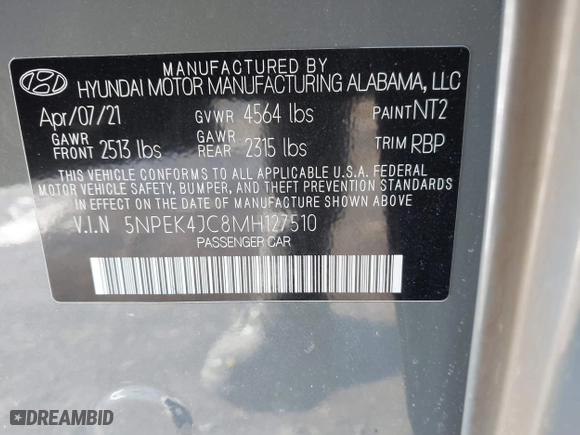 MANUFACTURED BY
HYUNDAI MOTOR MANUFACTURING ALABAMA, LLC
Apr/07/21 GVWR 4564 lbs PAINT NT2
GAWR FRONT 2513 lbs GAWR REAR 2315 lbs TRIM RBP
THIS VEHICLE CONFORMS TO ALL APPLICABLE U.S.A. FEDERAL
MOTOR VEHICLE SAFETY, BUMPER, AND THEFT PREVENTION STANDARDS
IN EFFECT ON THE DATE OF MANUFACTURE SHOWN ABOVE.
V.I.N 5NPEK4JC8MH127510
PASSENGER CAR
DREAMBID